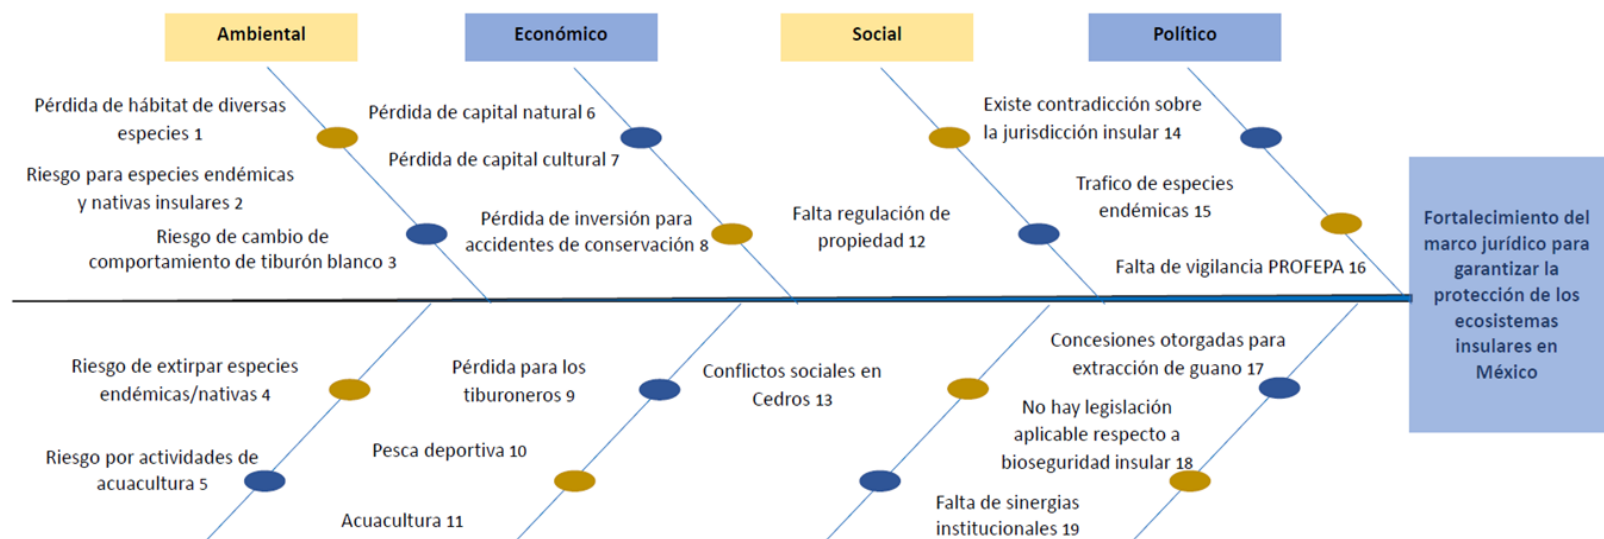 Ambiental
Económico
Social
Político
Pérdida de hábitat de diversas
especies 1
Riesgo para especies endémicas
y nativas insulares 2
Riesgo de cambio de
comportamiento de tiburón blanco 3
Pérdida de capital natural 6
Pérdida de capital cultural 7
Pérdida de inversión para
accidentes de conservación 8
Falta regulación de
propiedad 12
Existe contradicción sobre
la jurisdicción insular 14
Trafico de especies
endémicas 15
Falta de vigilancia PROFEPA 16
Riesgo de extirpar especies
endémicas/nativas 4
Riesgo por actividades de
acuacultura 5
Pérdida para los
tiburoneros 9
Pesca deportiva 10
Acuacultura 11
Conflictos sociales en
Cedros 13
Concesiones otorgadas para
extracción de guano 17
No hay legislación
aplicable respecto a
bioseguridad insular 18
Falta de sinergias
institucionales 19
Fortalecimiento del
marco jurídico para
garantizar la
protección de los
ecosistemas
insulares en
México